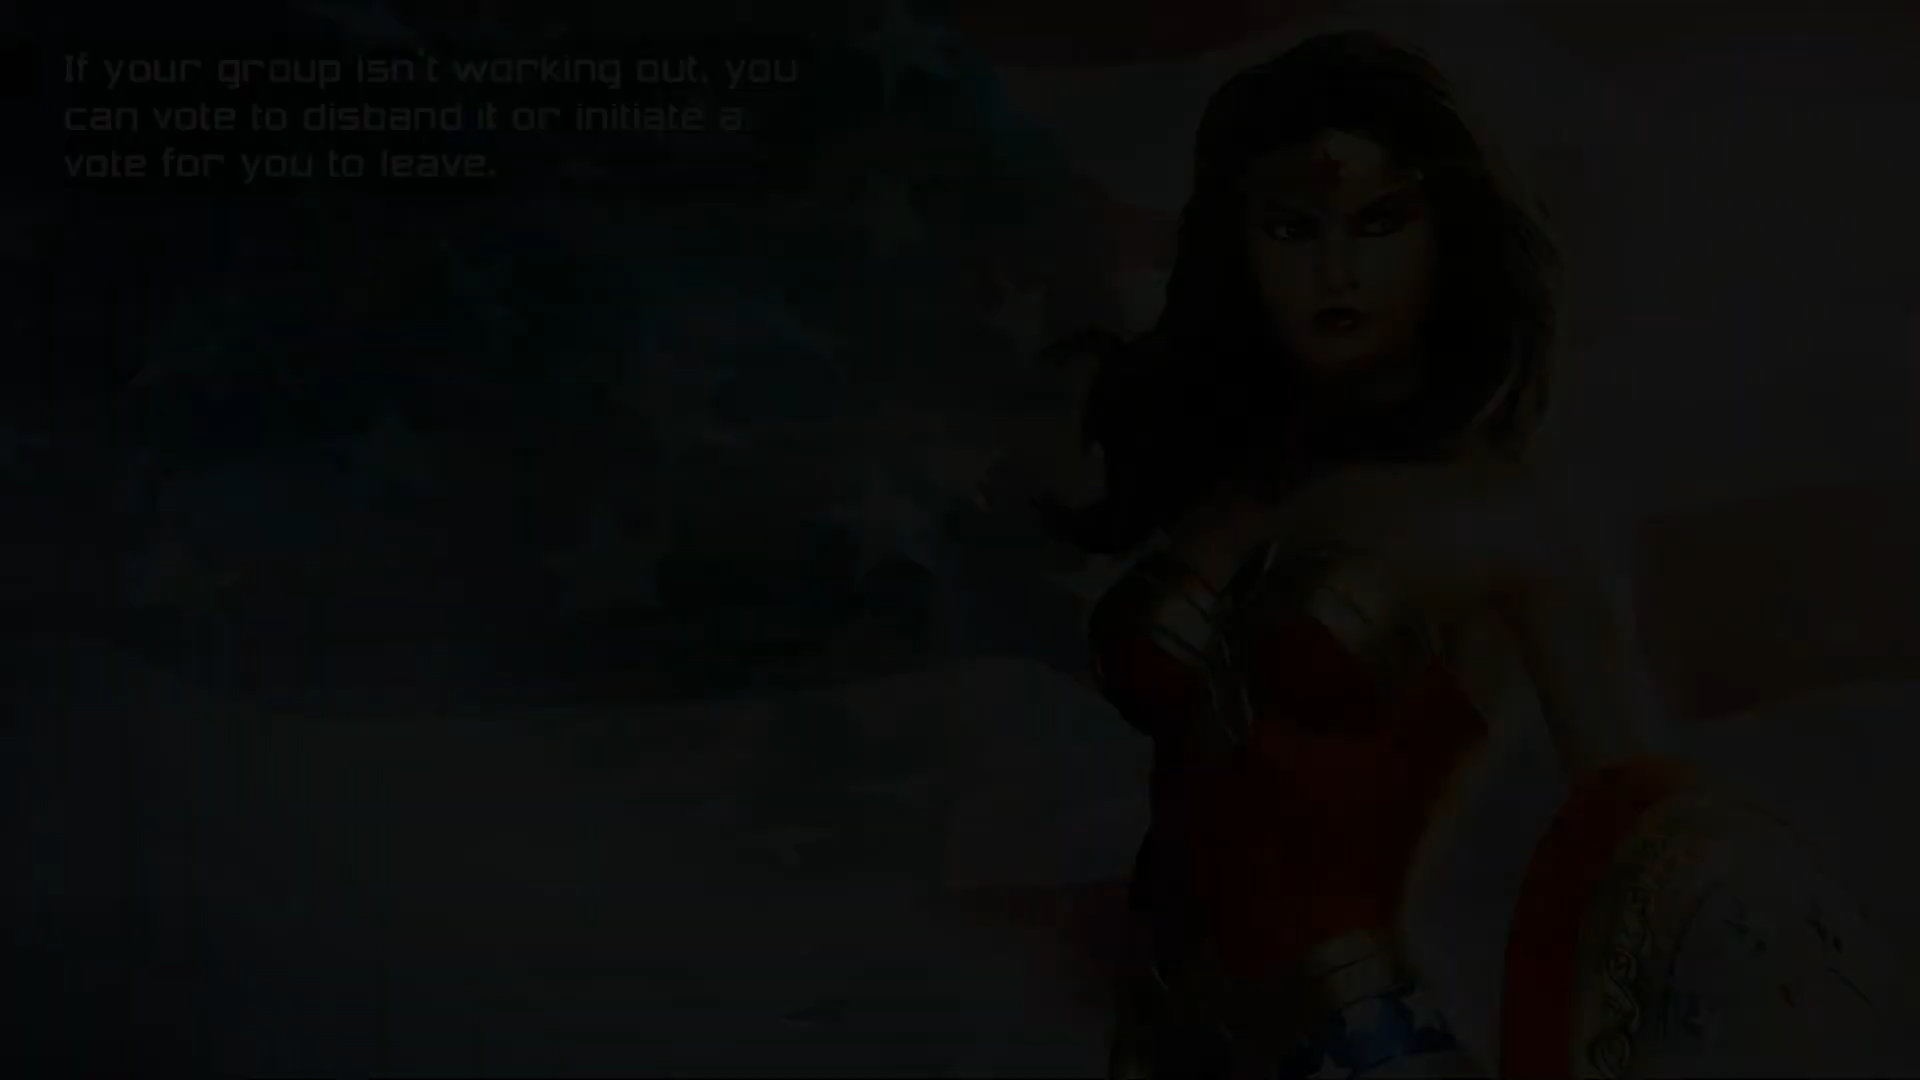 If your group isn't working out, you
can vote to disband it or initiate a
vote for you to leave.